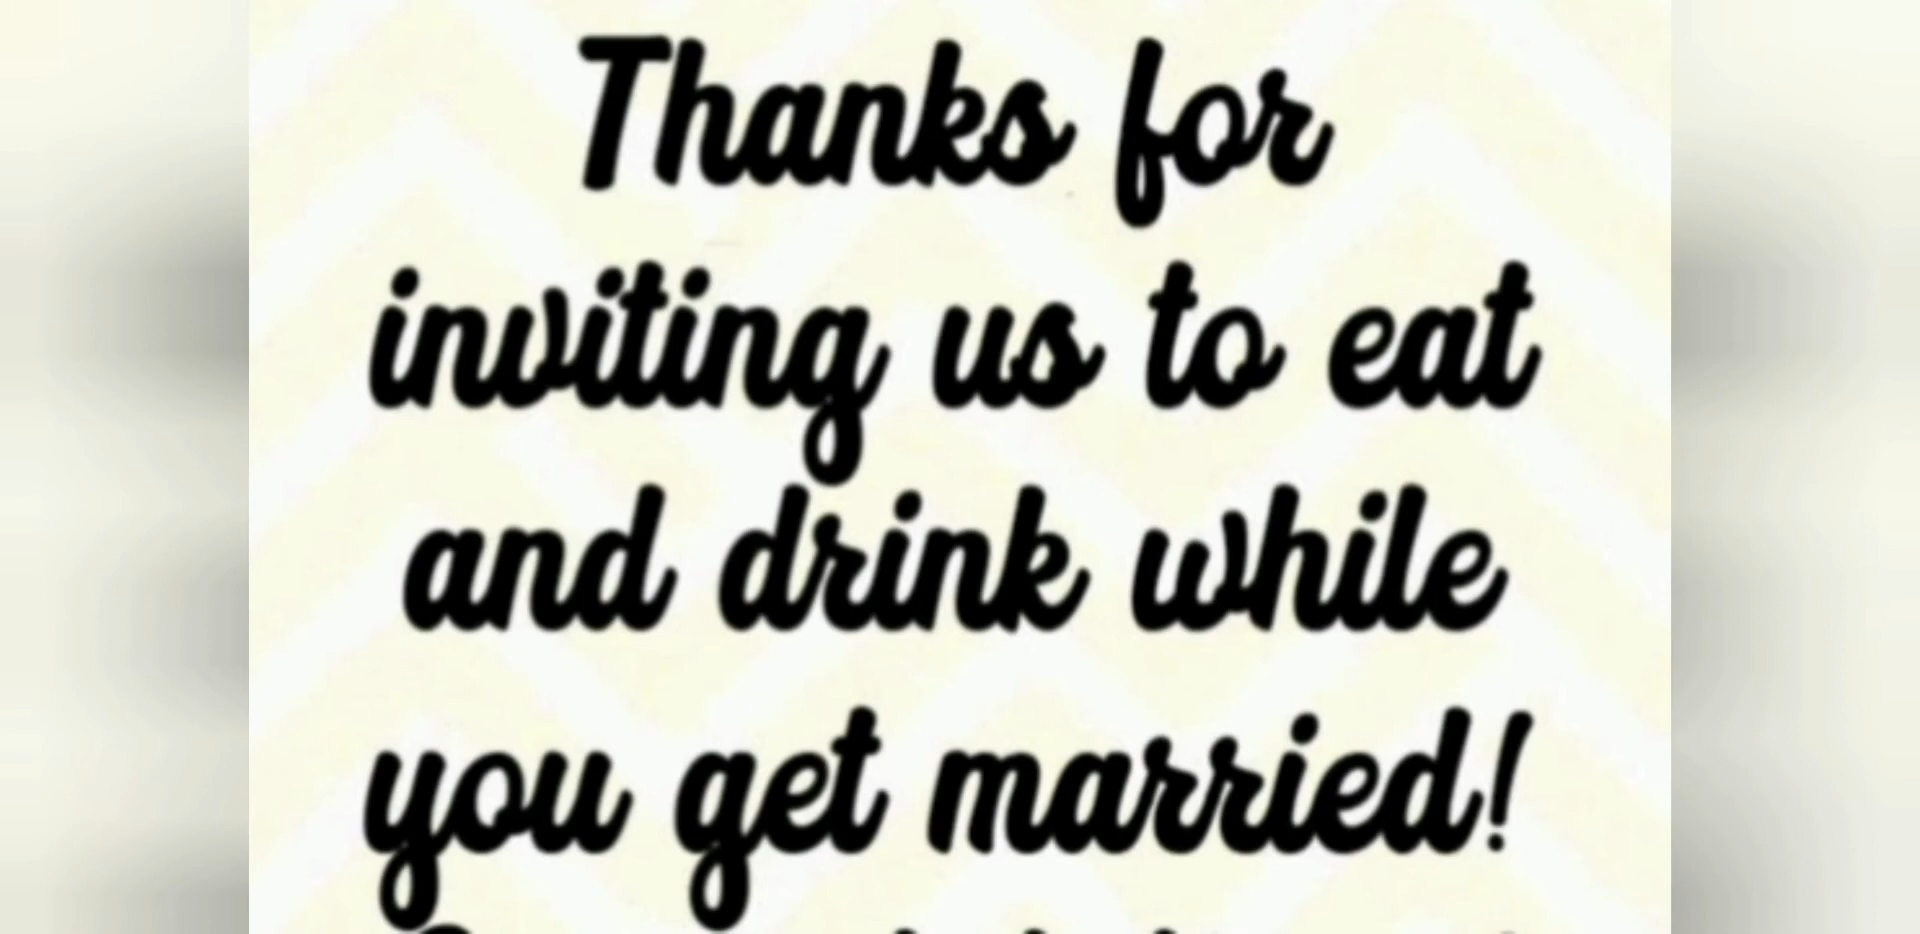 Thanks for
inviting us to eat
and drink while
you get married!